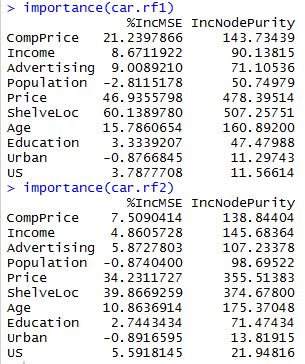 > importance(car.rf1)
%IncMSE IncNodePurity
CompPrice 21.2397866 143.73439
Income 8.6711922 90.13815
Advertising 9.0089210 71.10536
Population -2.8115178 50.74979
Price 46.9355798 478.39514
ShelveLoc 60.1389780 507.25751
Age 15.7860654 160.89200
Education 3.3339207 47.47988
Urban -0.8766845 11.29743
US 3.7877708 11.56614
> importance(car.rf2)
%IncMSE IncNodePurity
CompPrice 7.5090414 138.84404
Income 4.8605728 145.68364
Advertising 5.8727803 107.23378
Population -0.8740400 98.69522
Price 34.2311727 355.51383
ShelveLoc 39.8669259 374.67800
Age 10.8636914 175.37048
Education 2.7443434 71.47434
Urban -0.8916595 13.81915
US 5.5918145 21.94816